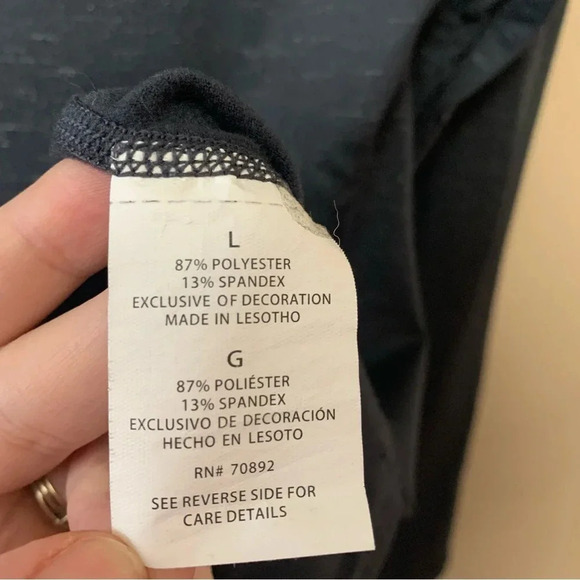 L
87% POLYESTER
13% SPANDEX
EXCLUSIVE OF DECORATION
MADE IN LESOTHO
G
87% POLIÉSTER
13% SPANDEX
EXCLUSIVO DE DECORACIÓN
HECHO EN LESOTO
RN# 70892
SEE REVERSE SIDE FOR
CARE DETAILS